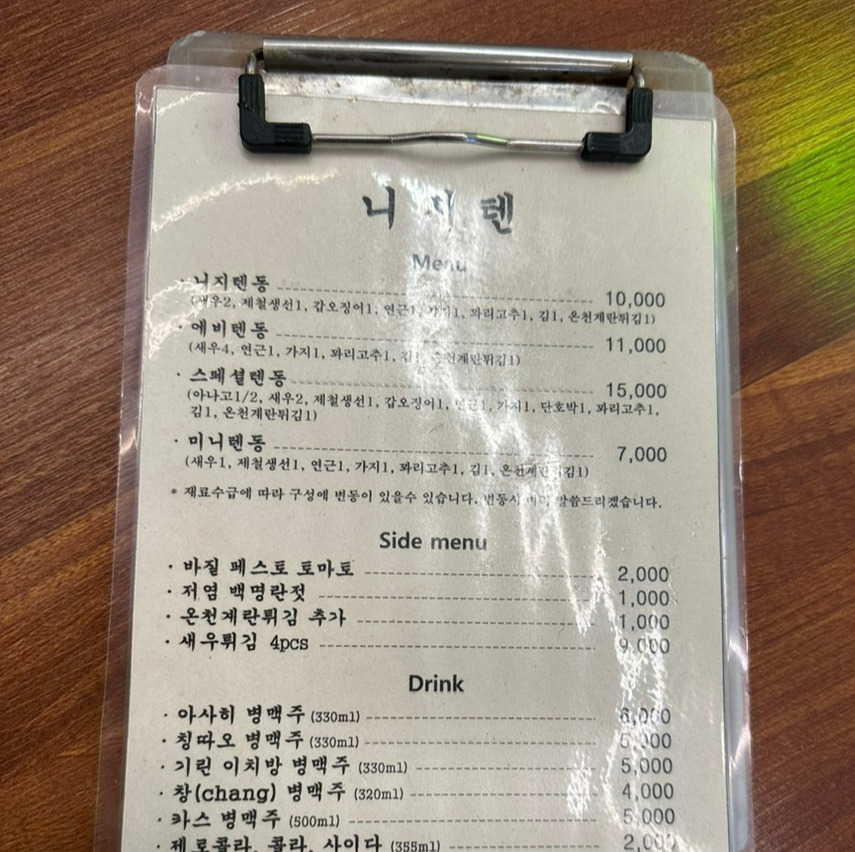 니지텐
Menu
· 니지텐동 10,000
(새우2, 제철생선1, 갑오징어1, 연근1, 가지1, 꽈리고추1, 김1, 온천계란튀김1)
· 에비텐동 11,000
(새우4, 연근1, 가지1, 꽈리고추1, 김1, 온천계란튀김1)
· 스페셜텐동 15,000
(아나고1/2, 새우2, 제철생선1, 갑오징어1, 연근1, 가지1, 단호박1, 꽈리고추1,
김1, 온천계란튀김1)
· 미니텐동 7,000
(새우1, 제철생선1, 연근1, 가지1, 꽈리고추1, 김1, 온천계란튀김1)
* 재료수급에 따라 구성에 변동이 있을수 있습니다. 변동시 미리 말씀드리겠습니다.
Side menu
· 바질 페스토 토마토 2,000
· 저염 백명란젓 1,000
· 온천계란튀김 추가 1,000
· 새우튀김 4pcs 9,000
Drink
· 아사히 병맥주 (330ml) 6,000
· 칭따오 병맥주 (330ml) 5,000
· 기린 이치방 병맥주 (330ml) 5,000
· 창(chang) 병맥주 (320ml) 4,000
· 카스 병맥주 (500ml) 5,000
· 제로콜라, 콜라, 사이다 (355ml) 2,000